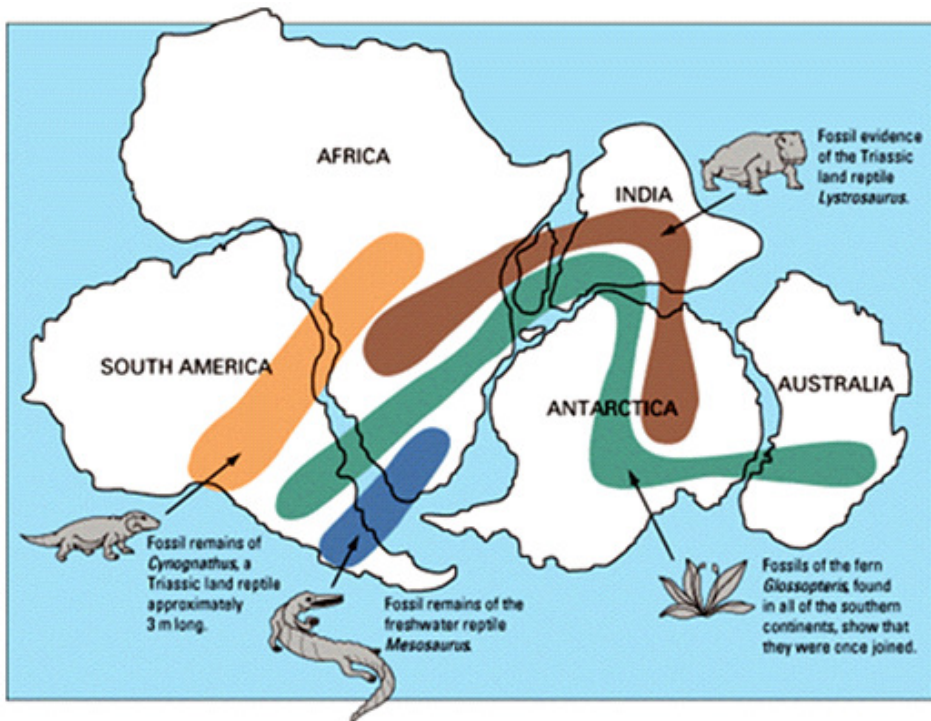 AFRICA
INDIA
Fossil evidence
of the Triassic
land reptile
Lystrosaurus.
SOUTH AMERICA
ANTARCTICA
AUSTRALIA
Fossil remains of
Cynognathus, a
Triassic land reptile
approximately
3 m long.
Fossil remains of the
freshwater reptile
Mesosaurus.
Fossils of the fern
Glossopteris, found
in all of the southern
continents, show that
they were once joined.